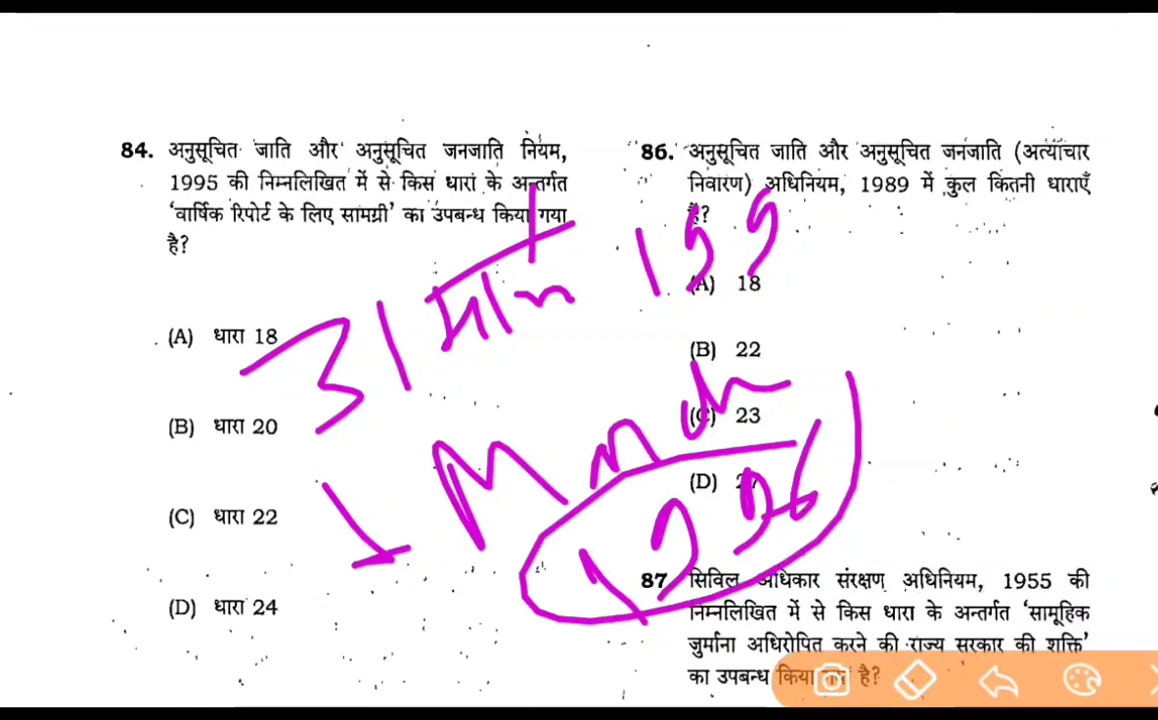 84. अनुसूचित जाति और अनुसूचित जनजाति नियम,
1995 की निम्नलिखित में से किस धारा के अन्तर्गत
'वार्षिक रिपोर्ट के लिए सामग्री' का उपबन्ध किया गया
है?
(A) धारा 18
(B) धारा 20
(C) धारा 22
(D) धारा 24
86. अनुसूचित जाति और अनुसूचित जनजाति (अत्याचार
निवारण) अधिनियम, 1989 में कुल कितनी धाराएँ
हैं?
(A) 18
(B) 22
(C) 23
(D)
87 सिविल अधिकार संरक्षण अधिनियम, 1955 की
निम्नलिखित में से किस धारा के अन्तर्गत 'सामूहिक
जुर्माना अधिरोपित करने की राज्य सरकार की शक्ति'
का उपबन्ध किया गया है?
31
199
1996